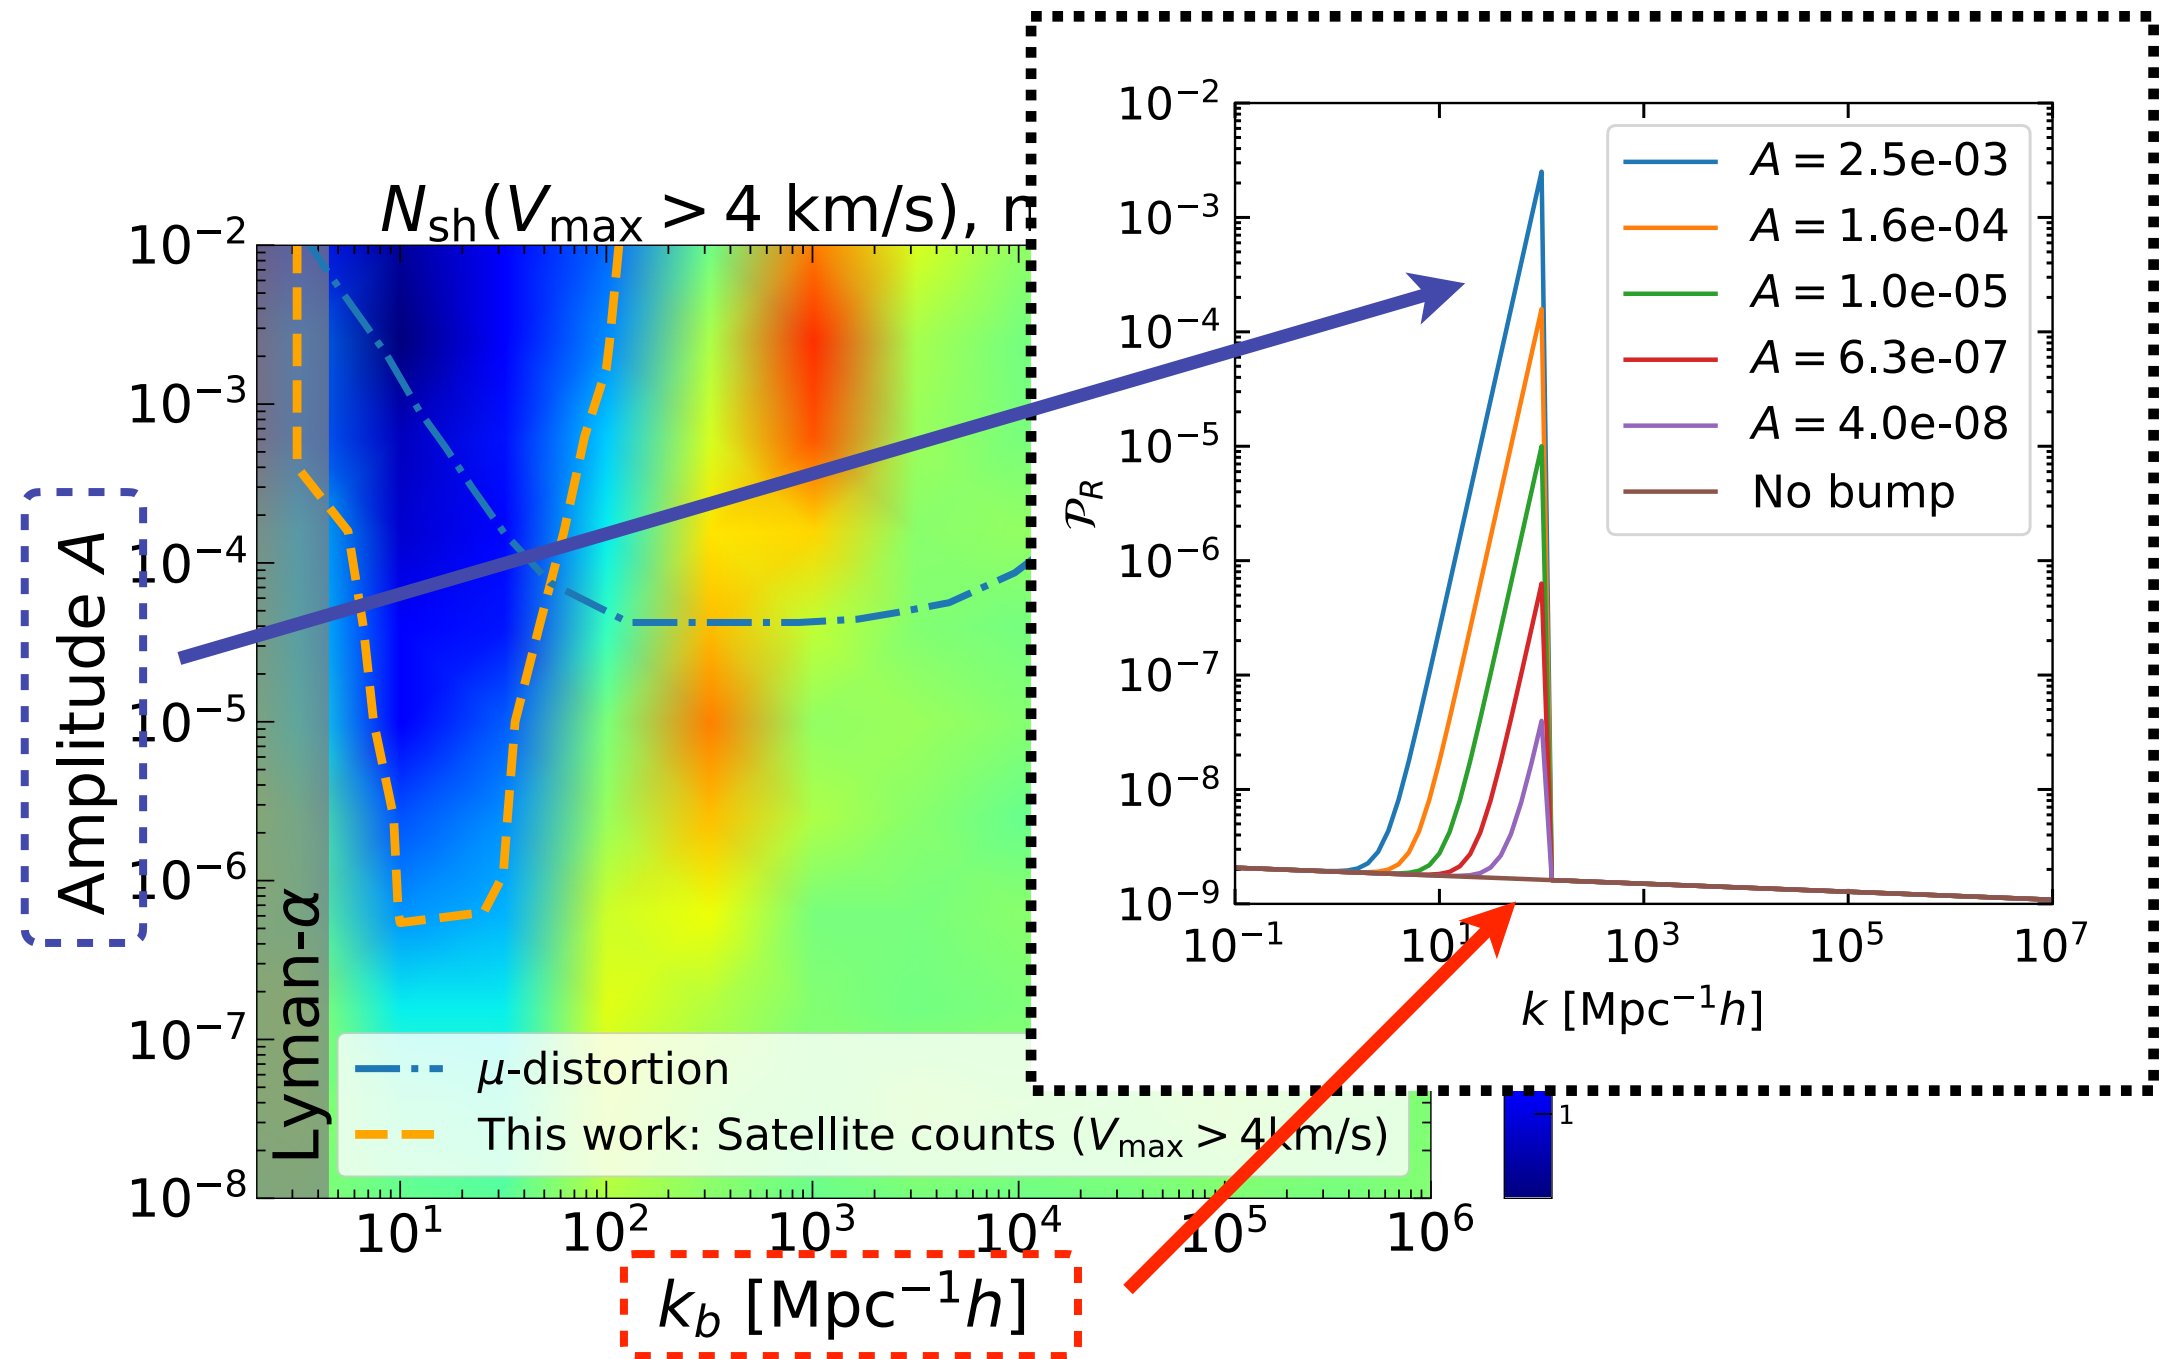 N_sh(V_max > 4 km/s),
10^−2
10^−3
10^−4
10^−5
10^−6
10^−7
10^−8
Amplitude A
Lyman-α
μ-distortion
This work: Satellite counts (V_max > 4km/s)
10^1
10^2
10^3
10^4
10^5
10^6
k_b [Mpc^−1h]
1
10^−2
10^−3
10^−4
10^−5
10^−6
10^−7
10^−8
10^−9
𝒫_R
A = 2.5e-03
A = 1.6e-04
A = 1.0e-05
A = 6.3e-07
A = 4.0e-08
No bump
10^−1
10^1
10^3
10^5
10^7
k [Mpc^−1h]